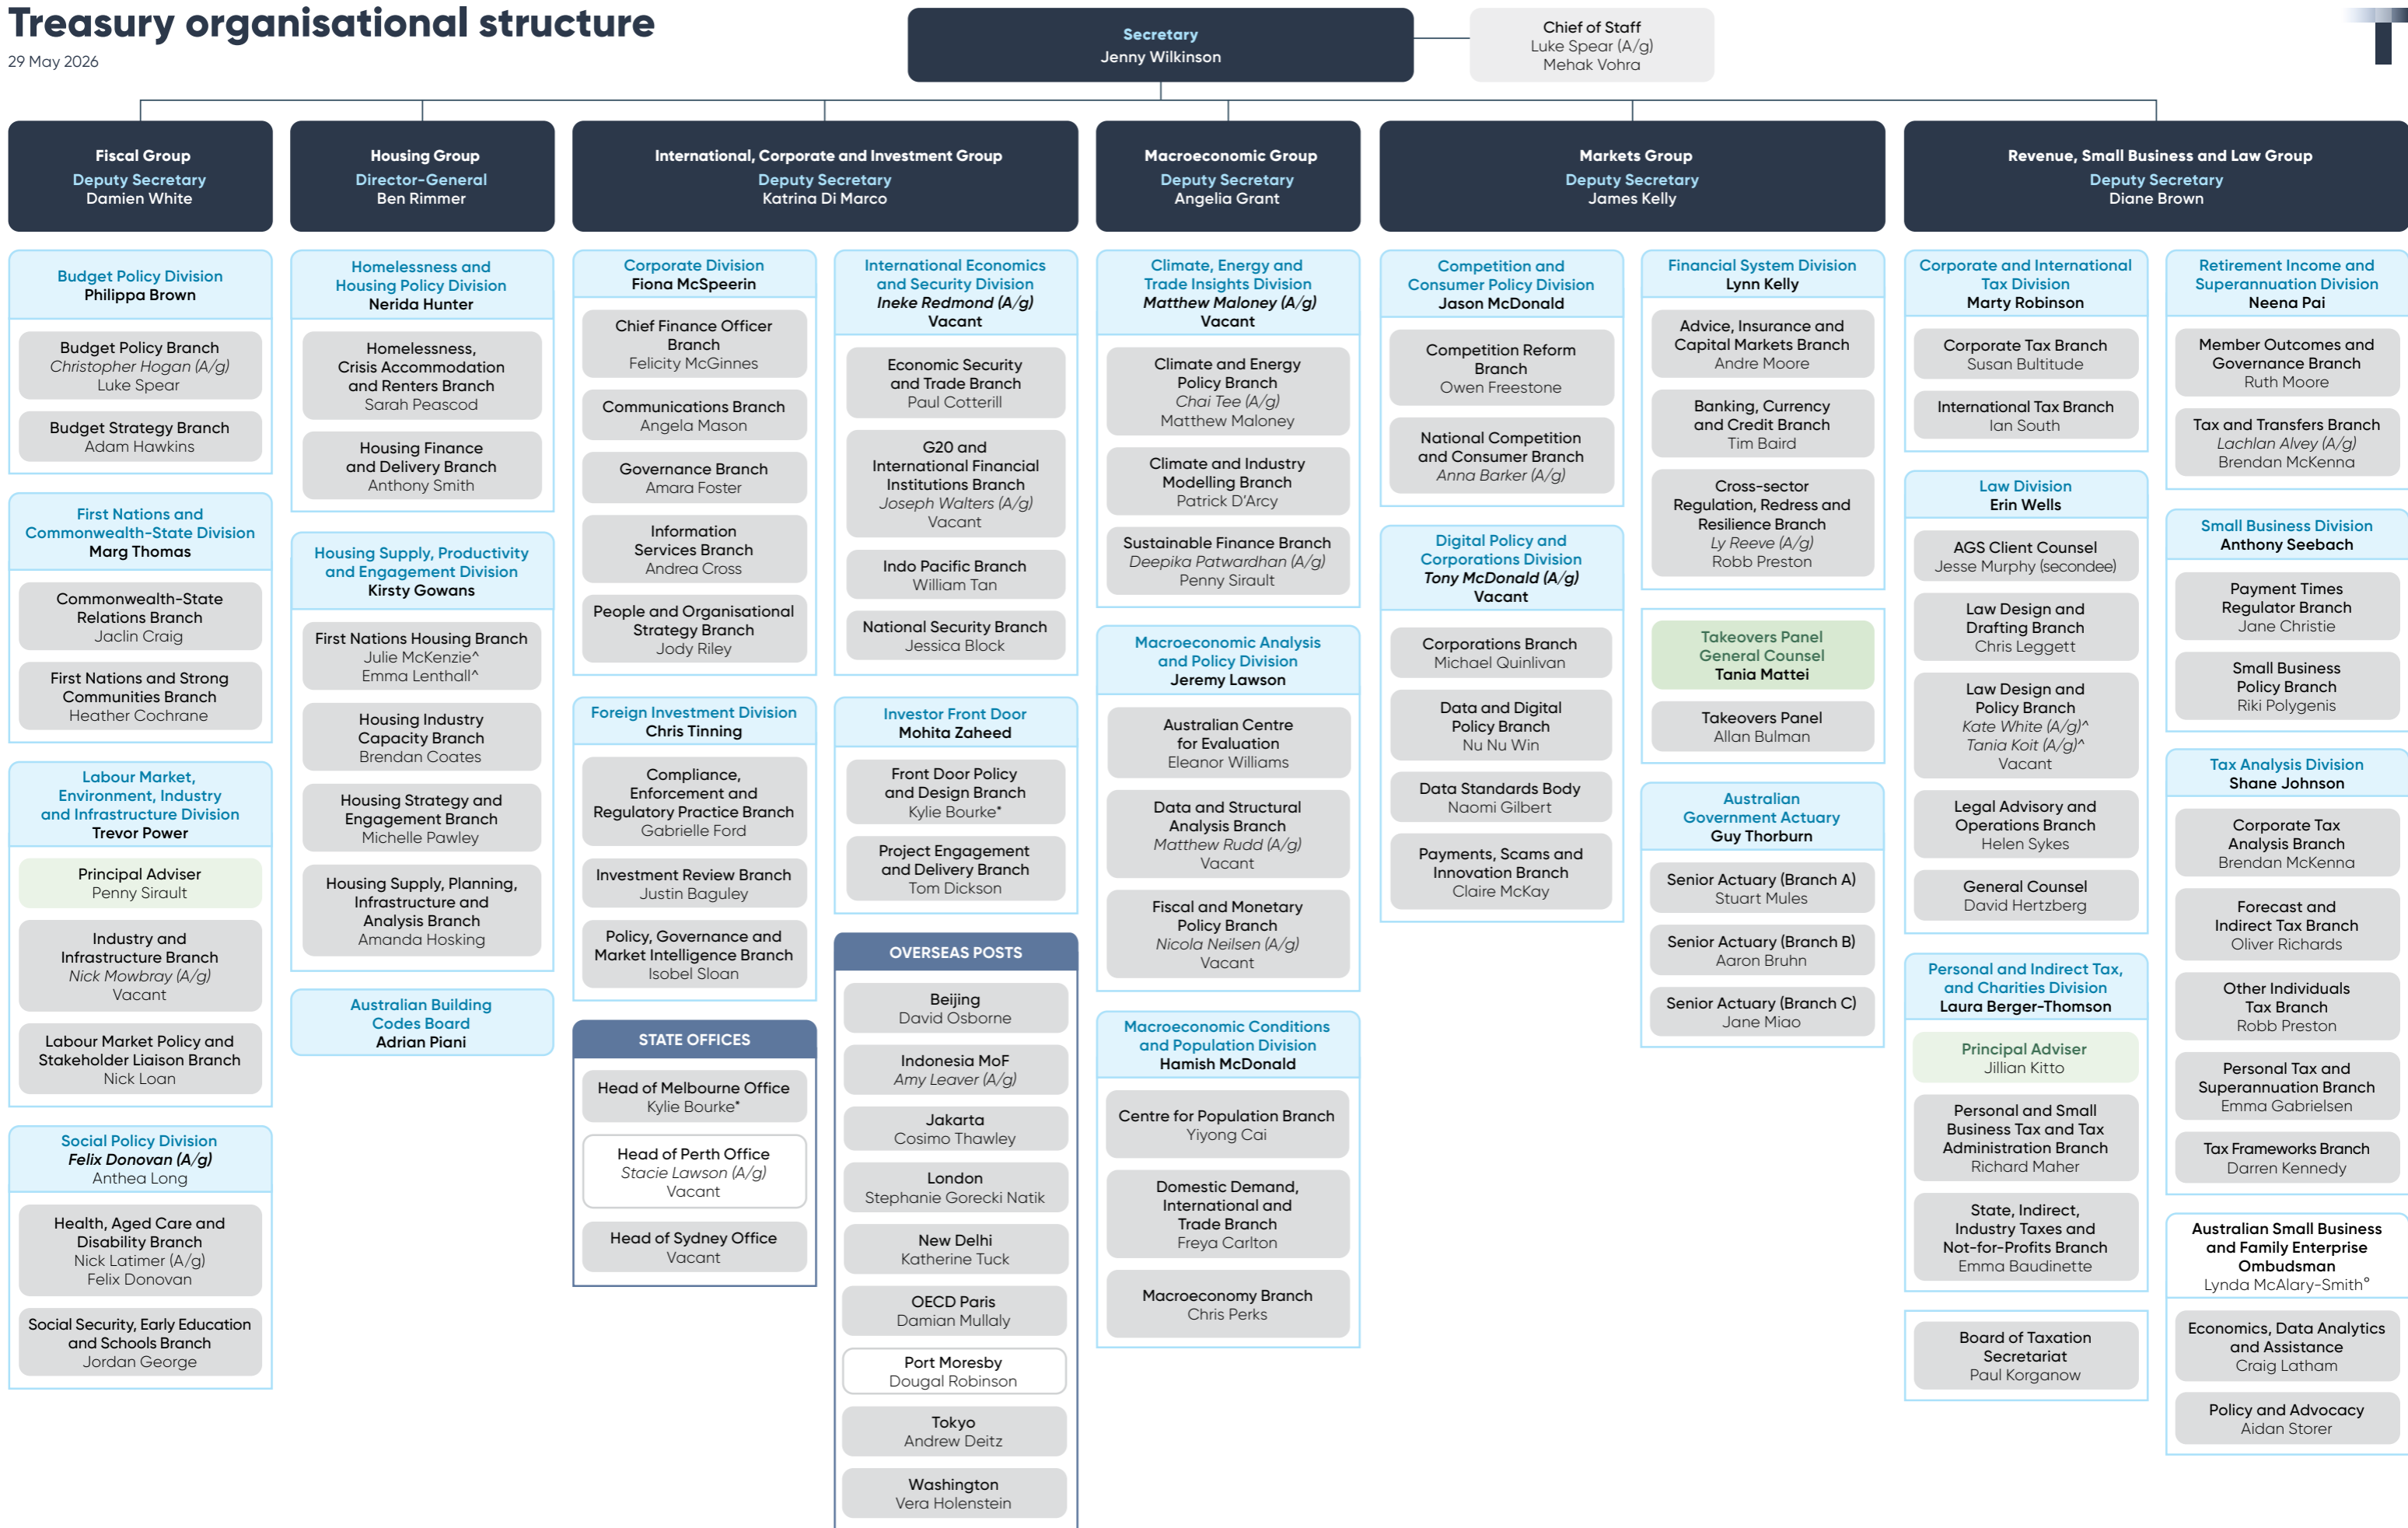 Treasury organisational structure
29 May 2026
Secretary
Jenny Wilkinson
Chief of Staff
Luke Spear (A/g)
Mehak Vohra
Fiscal Group
Deputy Secretary
Damien White
Budget Policy Division
Philippa Brown
Budget Policy Branch
Christopher Hogan (A/g)
Luke Spear
Budget Strategy Branch
Adam Hawkins
First Nations and
Commonwealth-State Division
Marg Thomas
Commonwealth-State
Relations Branch
Jaclin Craig
First Nations and Strong
Communities Branch
Heather Cochrane
Labour Market,
Environment, Industry
and Infrastructure Division
Trevor Power
Principal Adviser
Penny Sirault
Industry and
Infrastructure Branch
Nick Mowbray (A/g)
Vacant
Labour Market Policy and
Stakeholder Liaison Branch
Nick Loan
Social Policy Division
Felix Donovan (A/g)
Anthea Long
Health, Aged Care and
Disability Branch
Nick Latimer (A/g)
Felix Donovan
Social Security, Early Education
and Schools Branch
Jordan George
Housing Group
Director-General
Ben Rimmer
Homelessness and
Housing Policy Division
Nerida Hunter
Homelessness,
Crisis Accommodation
and Renters Branch
Sarah Peascod
Housing Finance
and Delivery Branch
Anthony Smith
Housing Supply, Productivity
and Engagement Division
Kirsty Gowans
First Nations Housing Branch
Julie McKenzie^
Emma Lenthall^
Housing Industry
Capacity Branch
Brendan Coates
Housing Strategy and
Engagement Branch
Michelle Pawley
Housing Supply, Planning,
Infrastructure and
Analysis Branch
Amanda Hosking
Australian Building
Codes Board
Adrian Piani
International, Corporate and Investment Group
Deputy Secretary
Katrina Di Marco
Corporate Division
Fiona McSpeerin
Chief Finance Officer
Branch
Felicity McGinnes
Communications Branch
Angela Mason
Governance Branch
Amara Foster
Information
Services Branch
Andrea Cross
People and Organisational
Strategy Branch
Jody Riley
Foreign Investment Division
Chris Tinning
Compliance,
Enforcement and
Regulatory Practice Branch
Gabrielle Ford
Investment Review Branch
Justin Baguley
Policy, Governance and
Market Intelligence Branch
Isobel Sloan
STATE OFFICES
Head of Melbourne Office
Kylie Bourke*
Head of Perth Office
Stacie Lawson (A/g)
Vacant
Head of Sydney Office
Vacant
International Economics
and Security Division
Ineke Redmond (A/g)
Vacant
Economic Security
and Trade Branch
Paul Cotterill
G20 and
International Financial
Institutions Branch
Joseph Walters (A/g)
Vacant
Indo Pacific Branch
William Tan
National Security Branch
Jessica Block
Investor Front Door
Mohita Zaheed
Front Door Policy
and Design Branch
Kylie Bourke*
Project Engagement
and Delivery Branch
Tom Dickson
OVERSEAS POSTS
Beijing
David Osborne
Indonesia MoF
Amy Leaver (A/g)
Jakarta
Cosimo Thawley
London
Stephanie Gorecki Natik
New Delhi
Katherine Tuck
OECD Paris
Damian Mullaly
Port Moresby
Dougal Robinson
Tokyo
Andrew Deitz
Washington
Vera Holenstein
Macroeconomic Group
Deputy Secretary
Angelia Grant
Climate, Energy and
Trade Insights Division
Matthew Maloney (A/g)
Vacant
Climate and Energy
Policy Branch
Chai Tee (A/g)
Matthew Maloney
Climate and Industry
Modelling Branch
Patrick D'Arcy
Sustainable Finance Branch
Deepika Patwardhan (A/g)
Penny Sirault
Macroeconomic Analysis
and Policy Division
Jeremy Lawson
Australian Centre
for Evaluation
Eleanor Williams
Data and Structural
Analysis Branch
Matthew Rudd (A/g)
Vacant
Fiscal and Monetary
Policy Branch
Nicola Neilsen (A/g)
Vacant
Macroeconomic Conditions
and Population Division
Hamish McDonald
Centre for Population Branch
Yiyong Cai
Domestic Demand,
International and
Trade Branch
Freya Carlton
Macroeconomy Branch
Chris Perks
Markets Group
Deputy Secretary
James Kelly
Competition and
Consumer Policy Division
Jason McDonald
Competition Reform
Branch
Owen Freestone
National Competition
and Consumer Branch
Anna Barker (A/g)
Digital Policy and
Corporations Division
Tony McDonald (A/g)
Vacant
Corporations Branch
Michael Quinlivan
Data and Digital
Policy Branch
Nu Nu Win
Data Standards Body
Naomi Gilbert
Payments, Scams and
Innovation Branch
Claire McKay
Financial System Division
Lynn Kelly
Advice, Insurance and
Capital Markets Branch
Andre Moore
Banking, Currency
and Credit Branch
Tim Baird
Cross-sector
Regulation, Redress and
Resilience Branch
Ly Reeve (A/g)
Robb Preston
Takeovers Panel
General Counsel
Tania Mattei
Takeovers Panel
Allan Bulman
Australian
Government Actuary
Guy Thorburn
Senior Actuary (Branch A)
Stuart Mules
Senior Actuary (Branch B)
Aaron Bruhn
Senior Actuary (Branch C)
Jane Miao
Revenue, Small Business and Law Group
Deputy Secretary
Diane Brown
Corporate and International
Tax Division
Marty Robinson
Corporate Tax Branch
Susan Bultitude
International Tax Branch
Ian South
Law Division
Erin Wells
AGS Client Counsel
Jesse Murphy (secondee)
Law Design and
Drafting Branch
Chris Leggett
Law Design and
Policy Branch
Kate White (A/g)^
Tania Koit (A/g)^
Vacant
Legal Advisory and
Operations Branch
Helen Sykes
General Counsel
David Hertzberg
Personal and Indirect Tax,
and Charities Division
Laura Berger-Thomson
Principal Adviser
Jillian Kitto
Personal and Small
Business Tax and Tax
Administration Branch
Richard Maher
State, Indirect,
Industry Taxes and
Not-for-Profits Branch
Emma Baudinette
Board of Taxation
Secretariat
Paul Korganow
Retirement Income and
Superannuation Division
Neena Pai
Member Outcomes and
Governance Branch
Ruth Moore
Tax and Transfers Branch
Lachlan Alvey (A/g)
Brendan McKenna
Small Business Division
Anthony Seebach
Payment Times
Regulator Branch
Jane Christie
Small Business
Policy Branch
Riki Polygenis
Tax Analysis Division
Shane Johnson
Corporate Tax
Analysis Branch
Brendan McKenna
Forecast and
Indirect Tax Branch
Oliver Richards
Other Individuals
Tax Branch
Robb Preston
Personal Tax and
Superannuation Branch
Emma Gabrielsen
Tax Frameworks Branch
Darren Kennedy
Australian Small Business
and Family Enterprise
Ombudsman
Lynda McAlary-Smith°
Economics, Data Analytics
and Assistance
Craig Latham
Policy and Advocacy
Aidan Storer